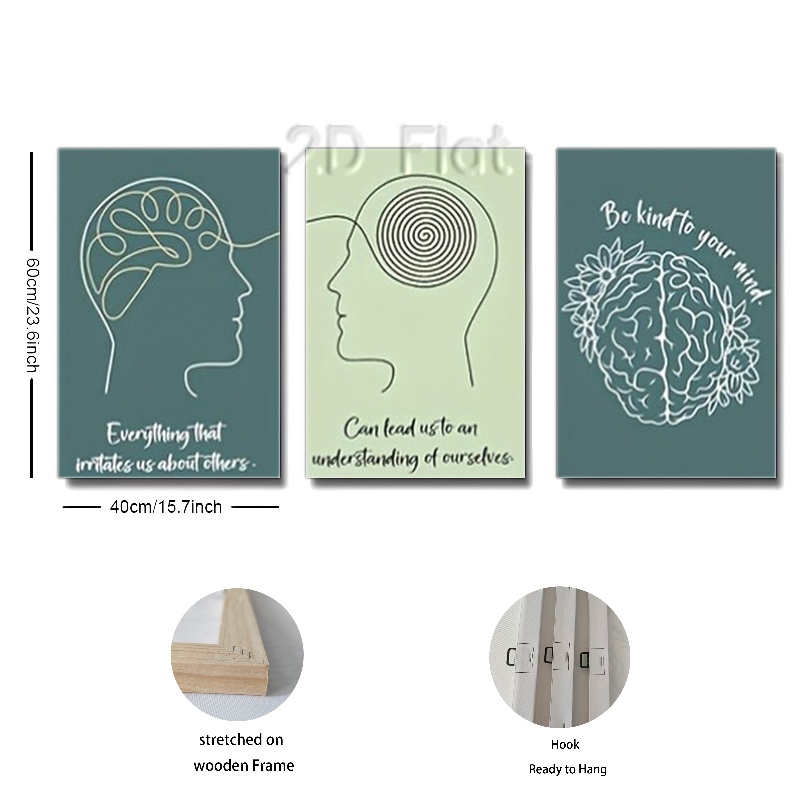 2D Flat
60cm/23.6inch
Everything that
irritates us about others.
Can lead us to an
understanding of ourselves.
Be kind to your mind.
40cm/15.7inch
stretched on
wooden Frame
Hook
Ready to Hang